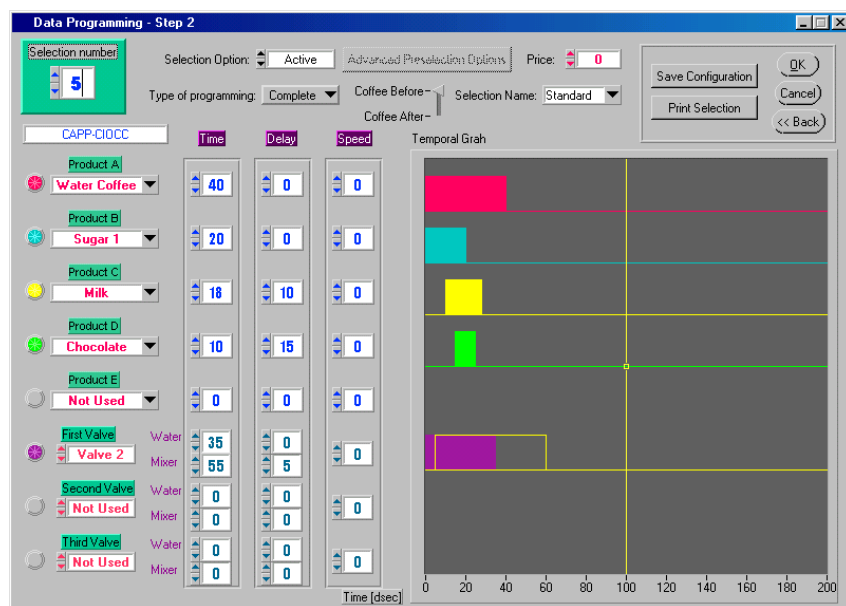 Data Programming - Step 2
Selection number
5
Selection Option: Active
Advanced Preselection Options
Price: 0
Type of programming: Complete
Coffee Before-
Coffee After-
Selection Name: Standard
Save Configuration
Print Selection
OK
Cancel
<< Back
CAPP-CIOCC
Time Delay Speed
Temporal Grah
Product A
Water Coffee 40 0 0
Product B
Sugar 1 20 0 0
Product C
Milk 18 10 0
Product D
Chocolate 10 15 0
Product E
Not Used 0 0 0
First Valve
Valve 2
Water 35 0
Mixer 55 5
0
Second Valve
Not Used
Water 0 0
Mixer 0 0
0
Third Valve
Not Used
Water 0 0
Mixer 0 0
0
0 20 40 60 80 100 120 140 160 180 200
Time [dsec]